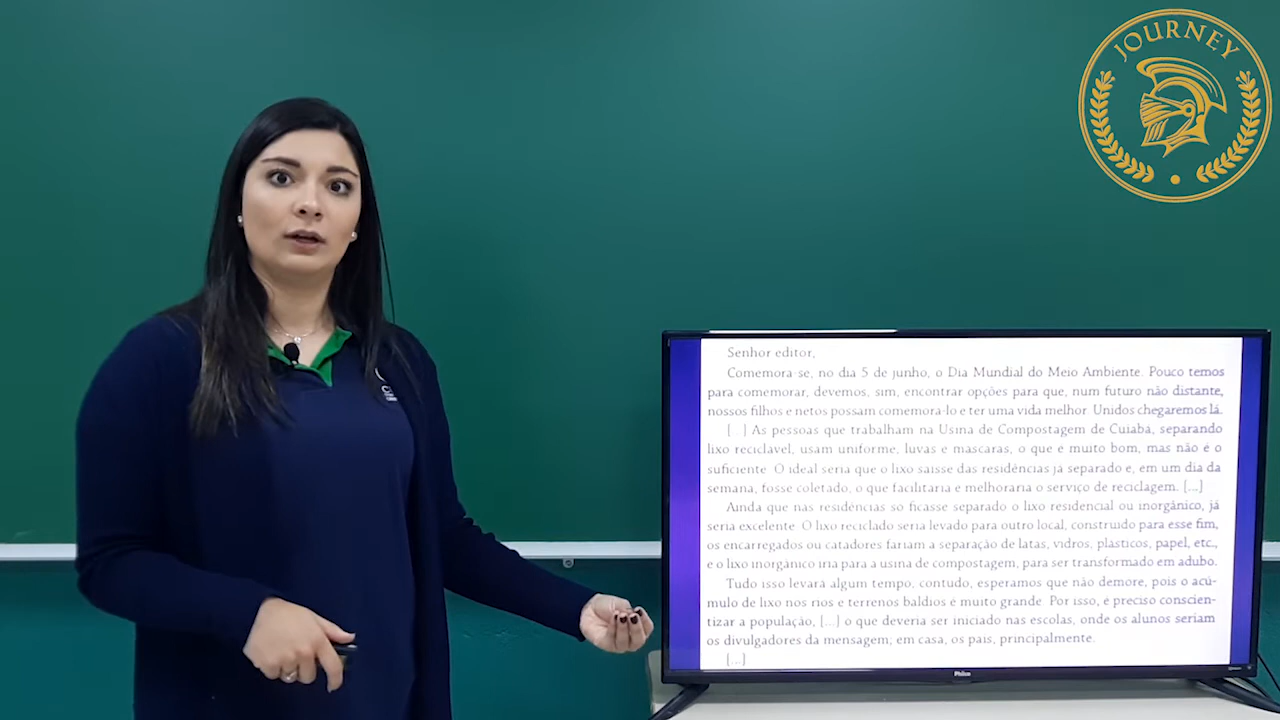 JOURNEY
Senhor editor,
Comemora-se, no dia 5 de junho, o Dia Mundial do Meio Ambiente. Pouco temos
para comemorar, devemos, sim, encontrar opções para que, num futuro não distante,
nossos filhos e netos possam comemorá-lo e ter uma vida melhor. Unidos chegaremos lá.
[...] As pessoas que trabalham na Usina de Compostagem de Cuiabá, separando
lixo reciclável, usam uniforme, luvas e máscaras, o que é muito bom, mas não é o
suficiente. O ideal seria que o lixo saísse das residências já separado e, em um dia da
semana, fosse coletado, o que facilitaria e melhoraria o serviço de reciclagem. [...]
Ainda que nas residências só ficasse separado o lixo residencial ou inorgânico, já
seria excelente. O lixo reciclado seria levado para outro local, construído para esse fim,
os encarregados ou catadores fariam a separação de latas, vidros, plásticos, papel, etc.,
e o lixo inorgânico iria para a usina de compostagem, para ser transformado em adubo.
Tudo isso levará algum tempo, contudo, esperamos que não demore, pois o acú-
mulo de lixo nos rios e terrenos baldios é muito grande. Por isso, é preciso conscien-
tizar a população, [...] o que deveria ser iniciado nas escolas, onde os alunos seriam
os divulgadores da mensagem; em casa, os pais, principalmente.
[...]
Philco